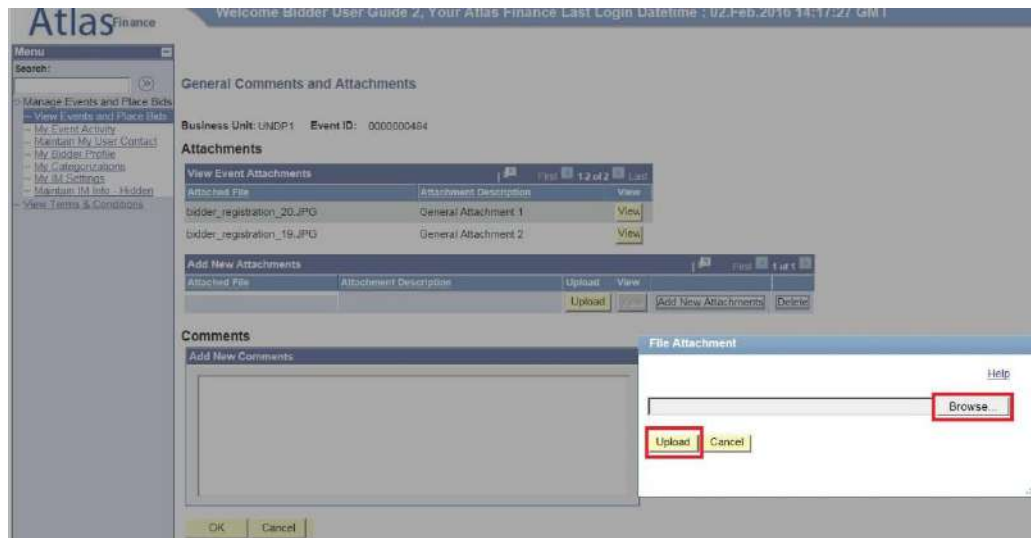 Atlas Finance
Welcome Bidder User Guide 2, Your Atlas Finance Last Login Datetime : 02.Feb.2016 14:17:27 GMT
Menu
Search:
Manage Events and Place Bids
View Events and Place Bids
My Event Activity
Maintain My User Contact
My Bidder Profile
My Categorizations
My IM Settings
Maintain IM Info - Hidden
View Terms & Conditions
General Comments and Attachments
Business Unit: UNDP1 Event ID: 0000000464
Attachments
View Event Attachments First 1-2 of 2 Last
Attached File Attachment Description View
bidder_registration_20.JPG General Attachment 1 View
bidder_registration_19.JPG General Attachment 2 View
Add New Attachments First 1 of 1
Attached File Attachment Description Upload View
Upload View Add New Attachments Delete
Comments
Add New Comments
OK Cancel
File Attachment
Help
Browse...
Upload Cancel